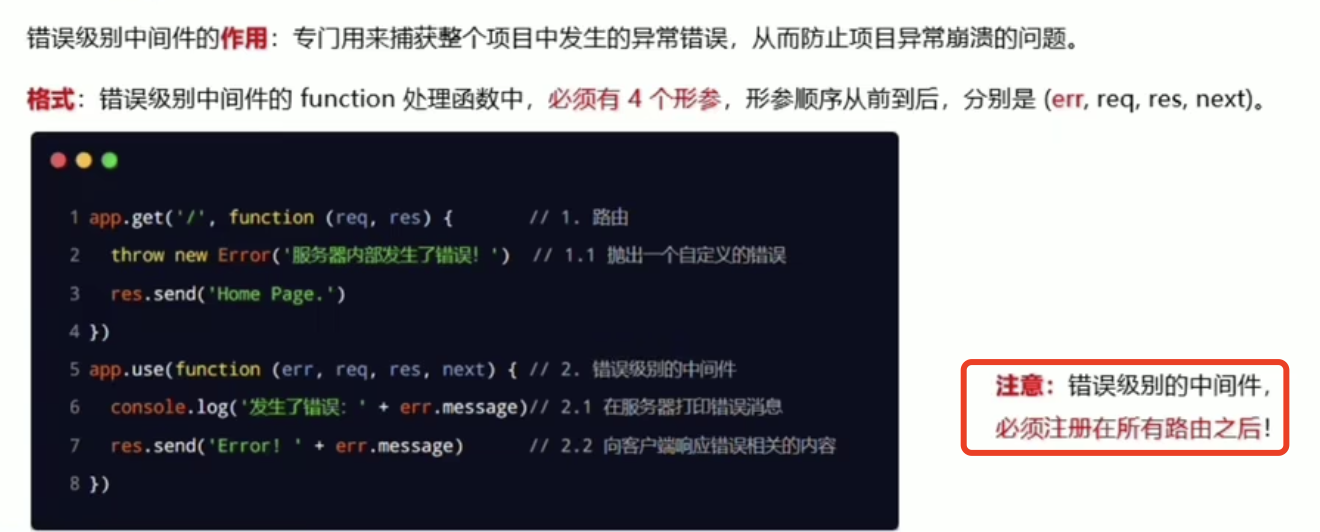 错误级别中间件的作用：专门用来捕获整个项目中发生的异常错误，从而防止项目异常崩溃的问题。
格式：错误级别中间件的 function 处理函数中，必须有 4 个形参，形参顺序从前到后，分别是 (err, req, res, next)。
1 app.get('/', function (req, res) { // 1. 路由
2 throw new Error('服务器内部发生了错误！') // 1.1 抛出一个自定义的错误
3 res.send('Home Page.')
4 })
5 app.use(function (err, req, res, next) { // 2. 错误级别的中间件
6 console.log('发生了错误：' + err.message)// 2.1 在服务器打印错误消息
7 res.send('Error! ' + err.message) // 2.2 向客户端响应错误相关的内容
8 })
注意：错误级别的中间件，
必须注册在所有路由之后！